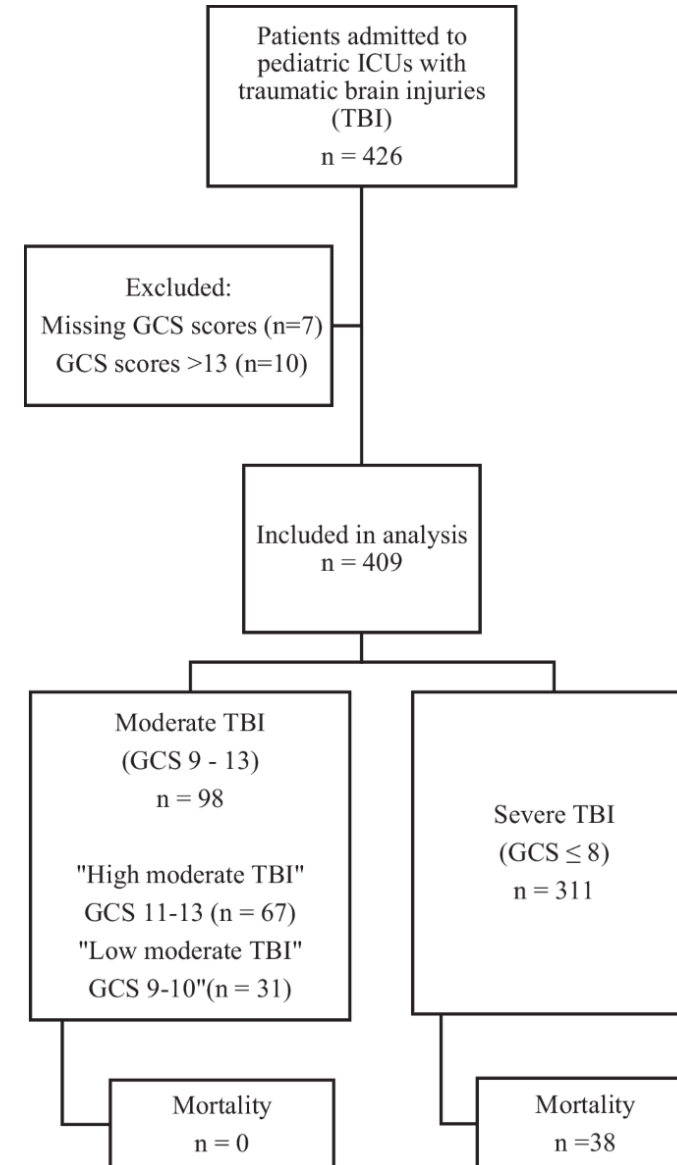 Patients admitted to
pediatric ICUs with
traumatic brain injuries
(TBI)
n = 426
Excluded:
Missing GCS scores (n=7)
GCS scores >13 (n=10)
Included in analysis
n = 409
Moderate TBI
(GCS 9 - 13)
n = 98
"High moderate TBI"
GCS 11-13 (n = 67)
"Low moderate TBI"
GCS 9-10"(n = 31)
Severe TBI
(GCS ≤ 8)
n = 311
Mortality
n = 0
Mortality
n =38